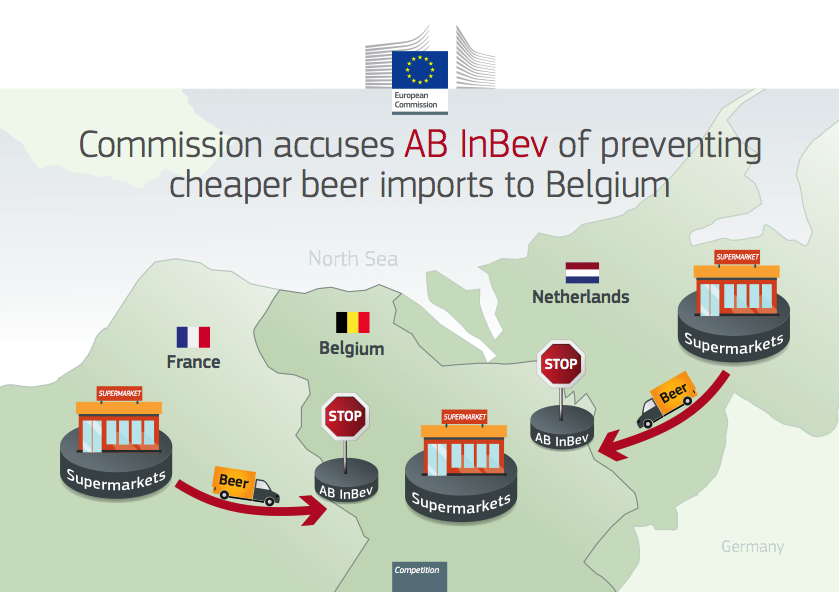 European
Commission
Commission accuses AB InBev of preventing
cheaper beer imports to Belgium
North Sea
Netherlands
SUPERMARKET
Supermarkets
France
Belgium
STOP
AB InBev
Beer
SUPERMARKET
Supermarkets
Beer
STOP
AB InBev
SUPERMARKET
Supermarkets
Germany
Competition